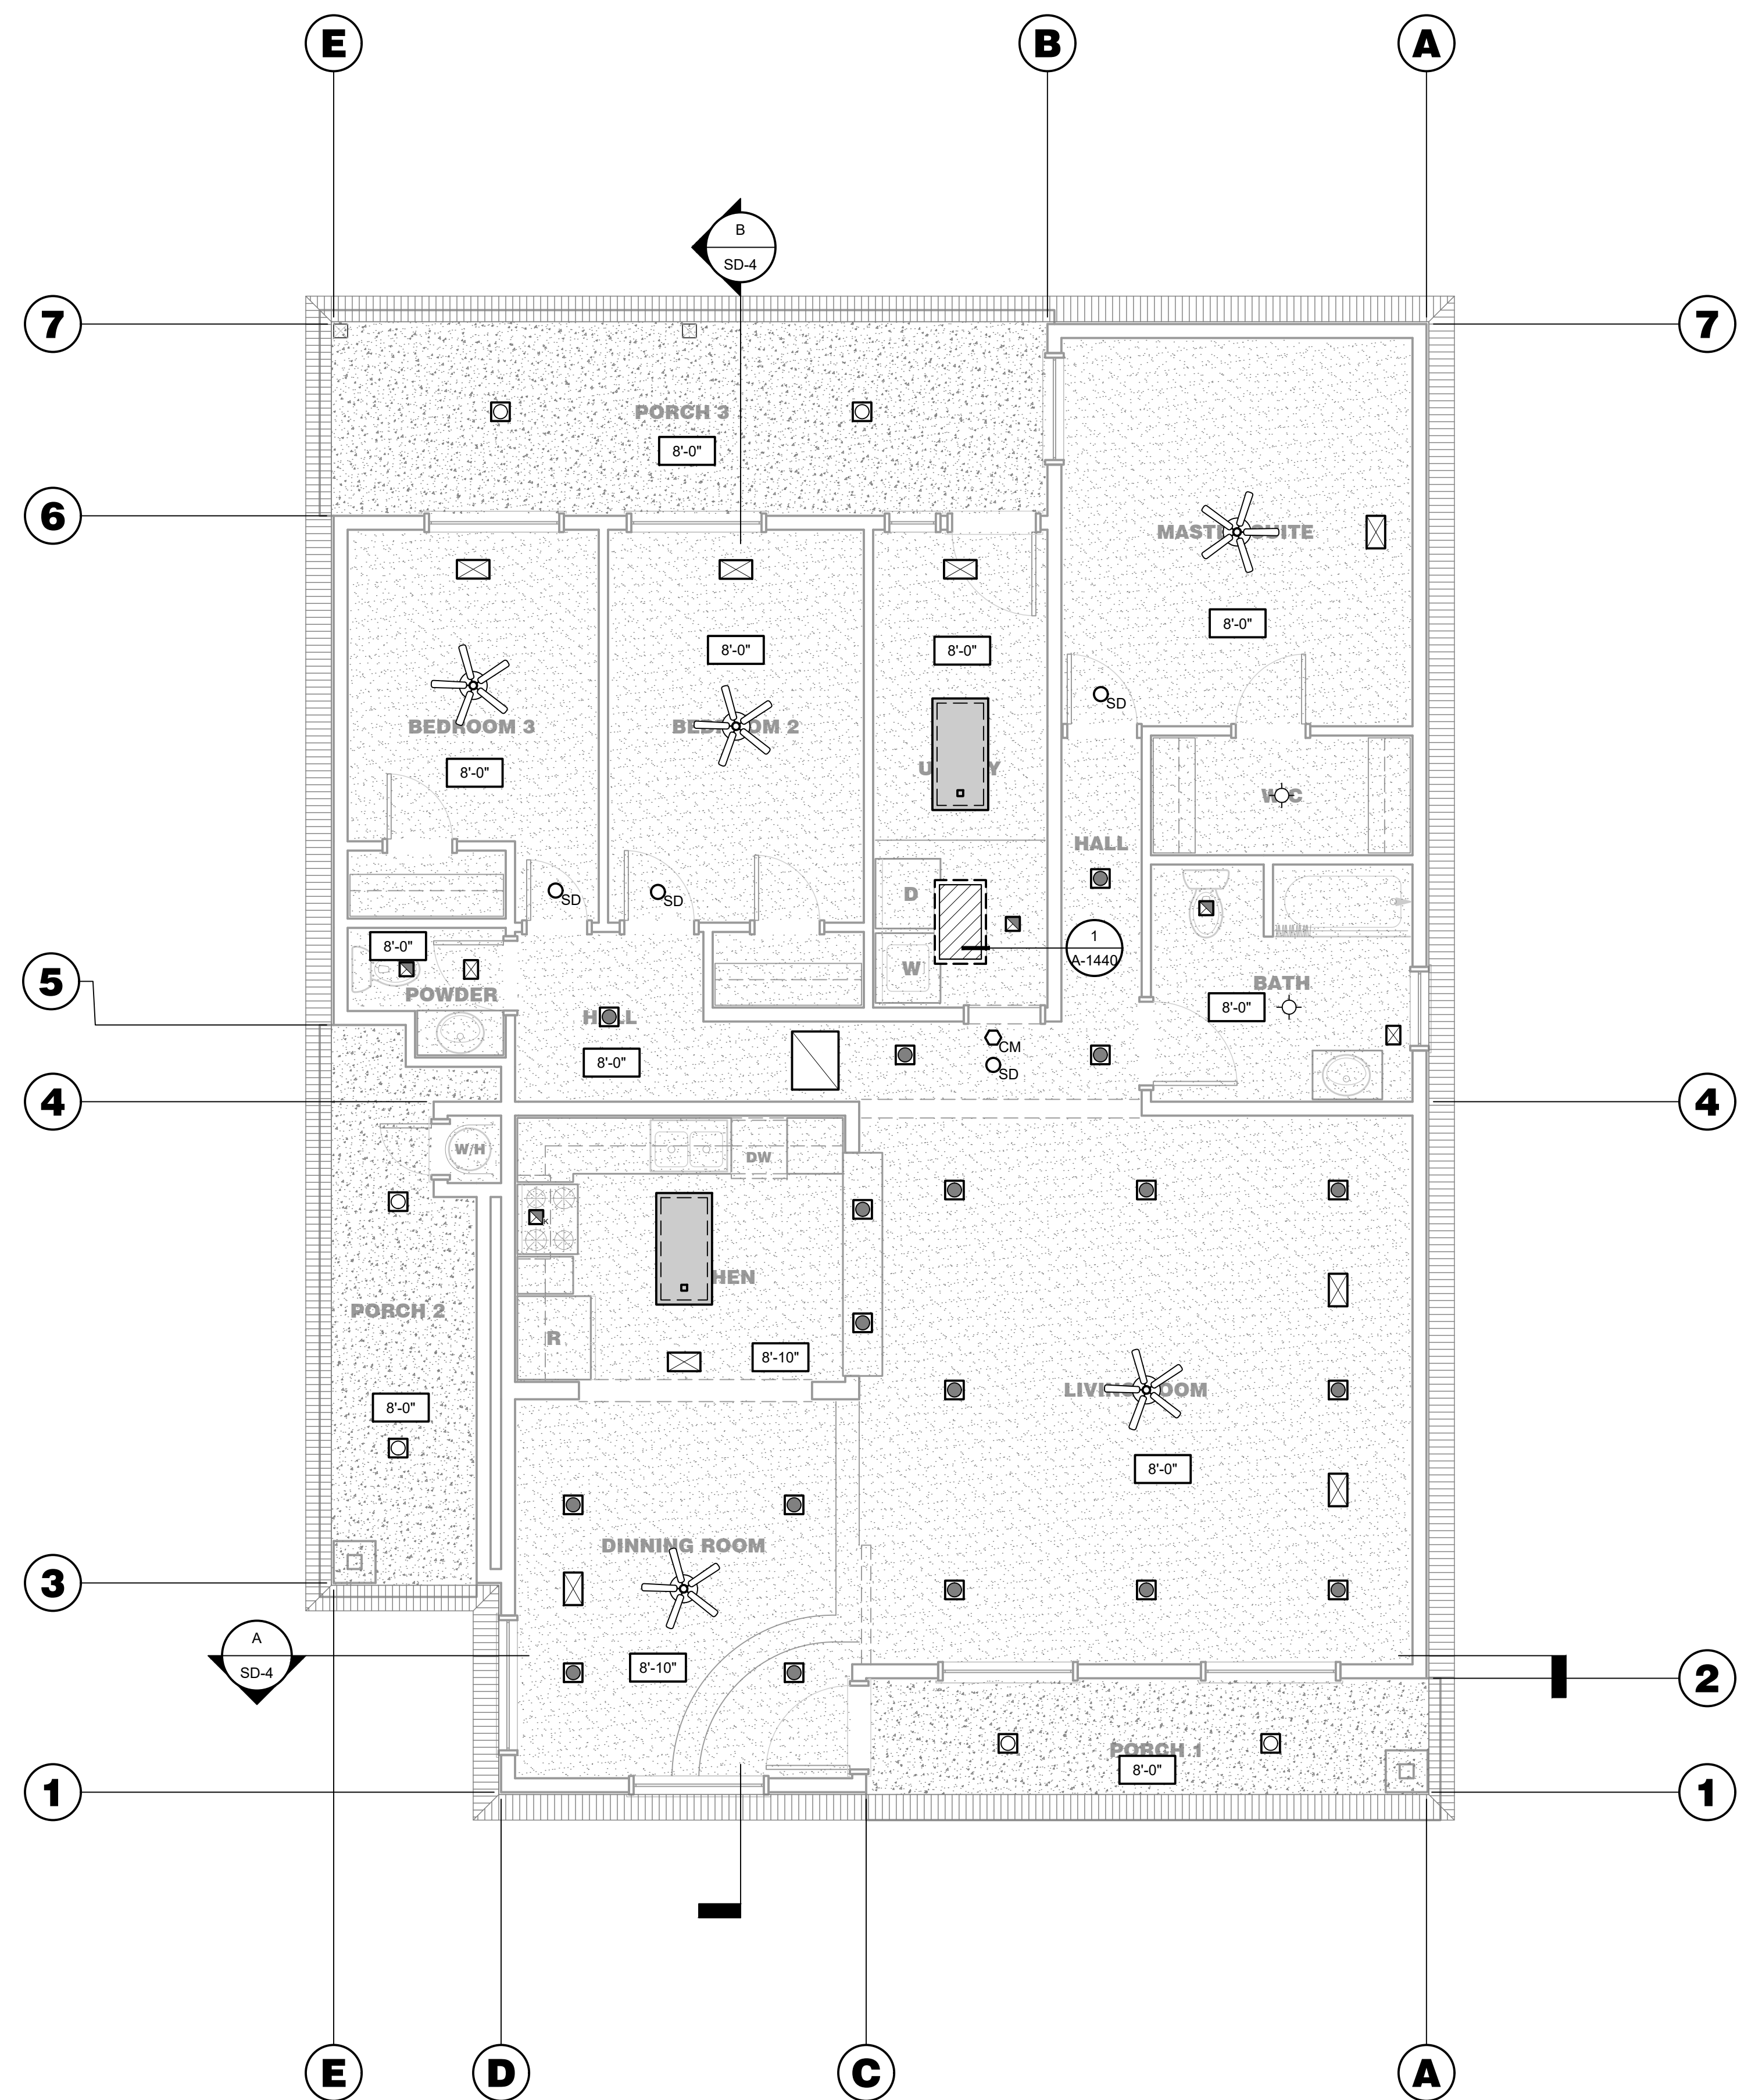 E
B
A
B
SD-4
7
7
PORCH 3
8'-0"
6
MAST SUITE
8'-0"
8'-0"
8'-0"
SD
BEDROOM 3
BEDROOM 2
8'-0"
U Y
W/C
HALL
SD
SD
D
8'-0"
1
A-1440
W
POWDER
BATH
5
8'-0"
HALL
CM
8'-0"
SD
4
4
W/H
DW
K
HEN
PORCH 2
R
8'-10"
LIVING ROOM
8'-0"
8'-0"
DINNING ROOM
3
A
SD-4
8'-10"
2
PORCH 1
8'-0"
1
1
E
D
C
A